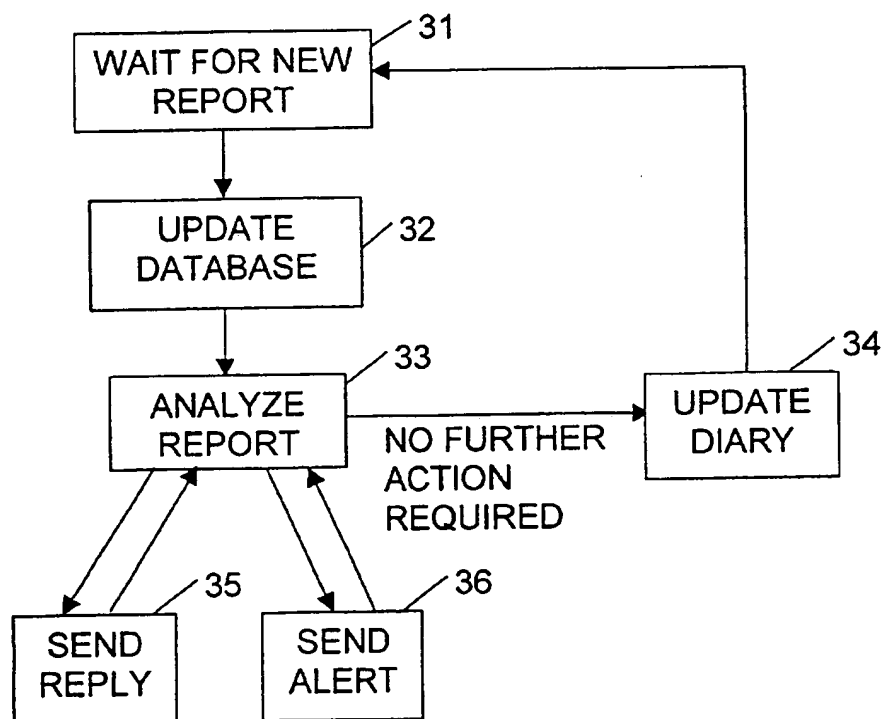 31
WAIT FOR NEW
REPORT
UPDATE
DATABASE
32
33
ANALYZE
REPORT
NO FURTHER
ACTION
REQUIRED
34
UPDATE
DIARY
35
SEND
REPLY
36
SEND
ALERT